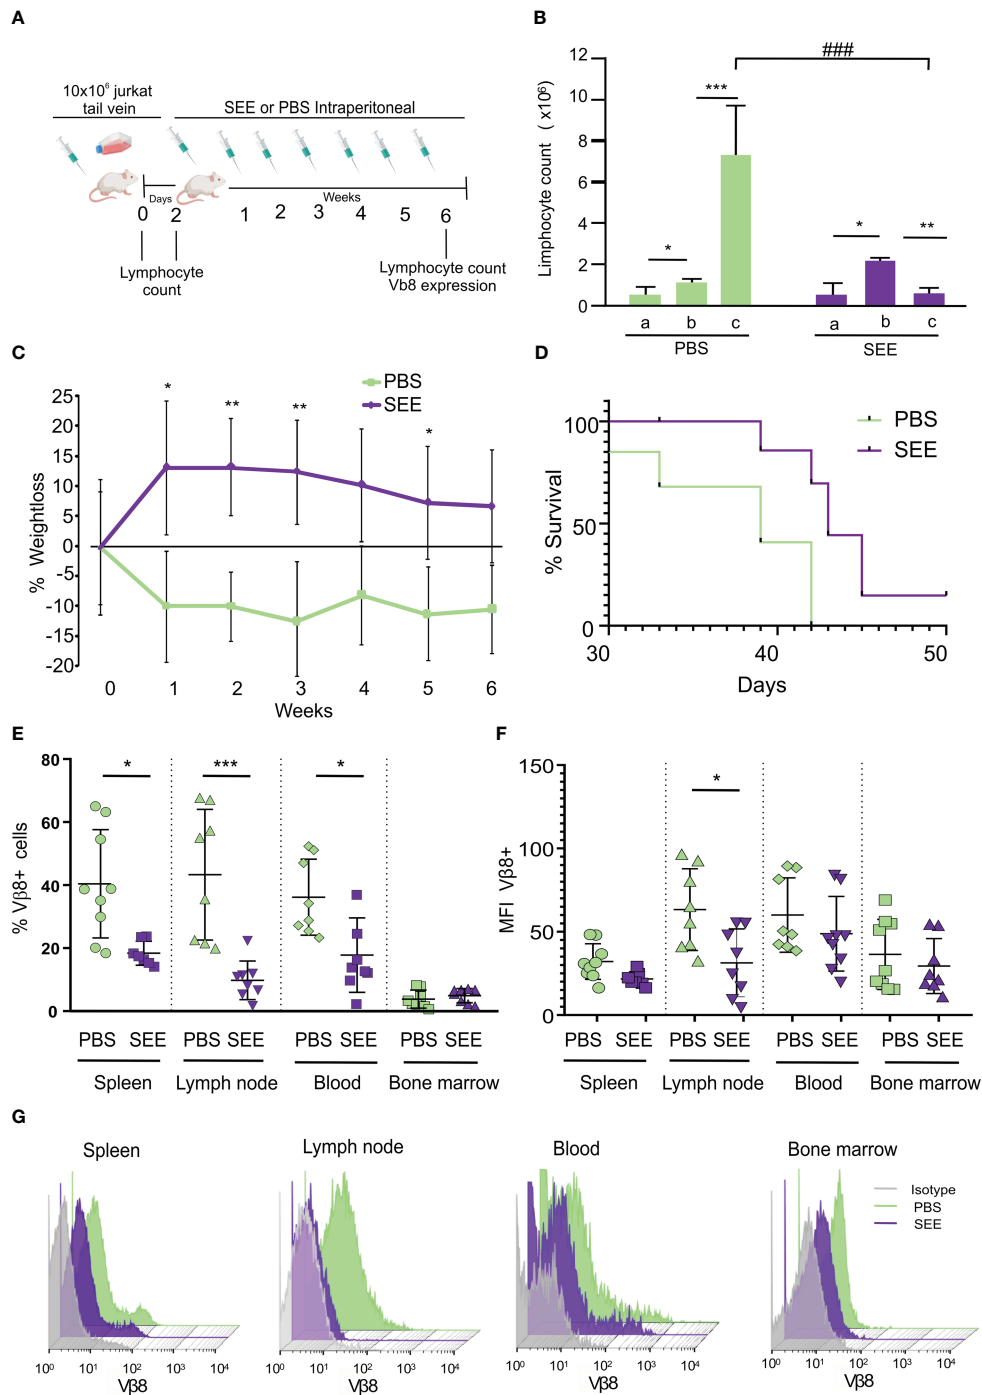 A
10x10⁶ jurkat
tail vein
SEE or PBS Intraperitoneal
Days
Weeks
0 2 1 2 3 4 5 6
Lymphocyte
count
Lymphocyte count
Vb8 expression
B
Limphocyte count ( x10⁶)
12
10
8
6
4
2
0
###
***
*
*
**
a b c a b c
PBS SEE
C
PBS
SEE
% Weightloss
25
20
15
10
5
0
-5
-10
-15
-20
* ** ** *
0 1 2 3 4 5 6
Weeks
D
% Survival
100
50
0
PBS
SEE
30 40 50
Days
E
% Vβ8+ cells
80
60
40
20
0
* *** *
PBS SEE PBS SEE PBS SEE PBS SEE
Spleen Lymph node Blood Bone marrow
F
MFI Vβ8+
150
100
50
0
*
PBS SEE PBS SEE PBS SEE PBS SEE
Spleen Lymph node Blood Bone marrow
G
Spleen
10⁰ 10¹ 10² 10³ 10⁴
Vβ8
Lymph node
10⁰ 10¹ 10² 10³ 10⁴
Vβ8
Blood
10⁰ 10¹ 10² 10³ 10⁴
Vβ8
Bone marrow
Isotype
PBS
SEE
10⁰ 10¹ 10² 10³ 10⁴
Vβ8